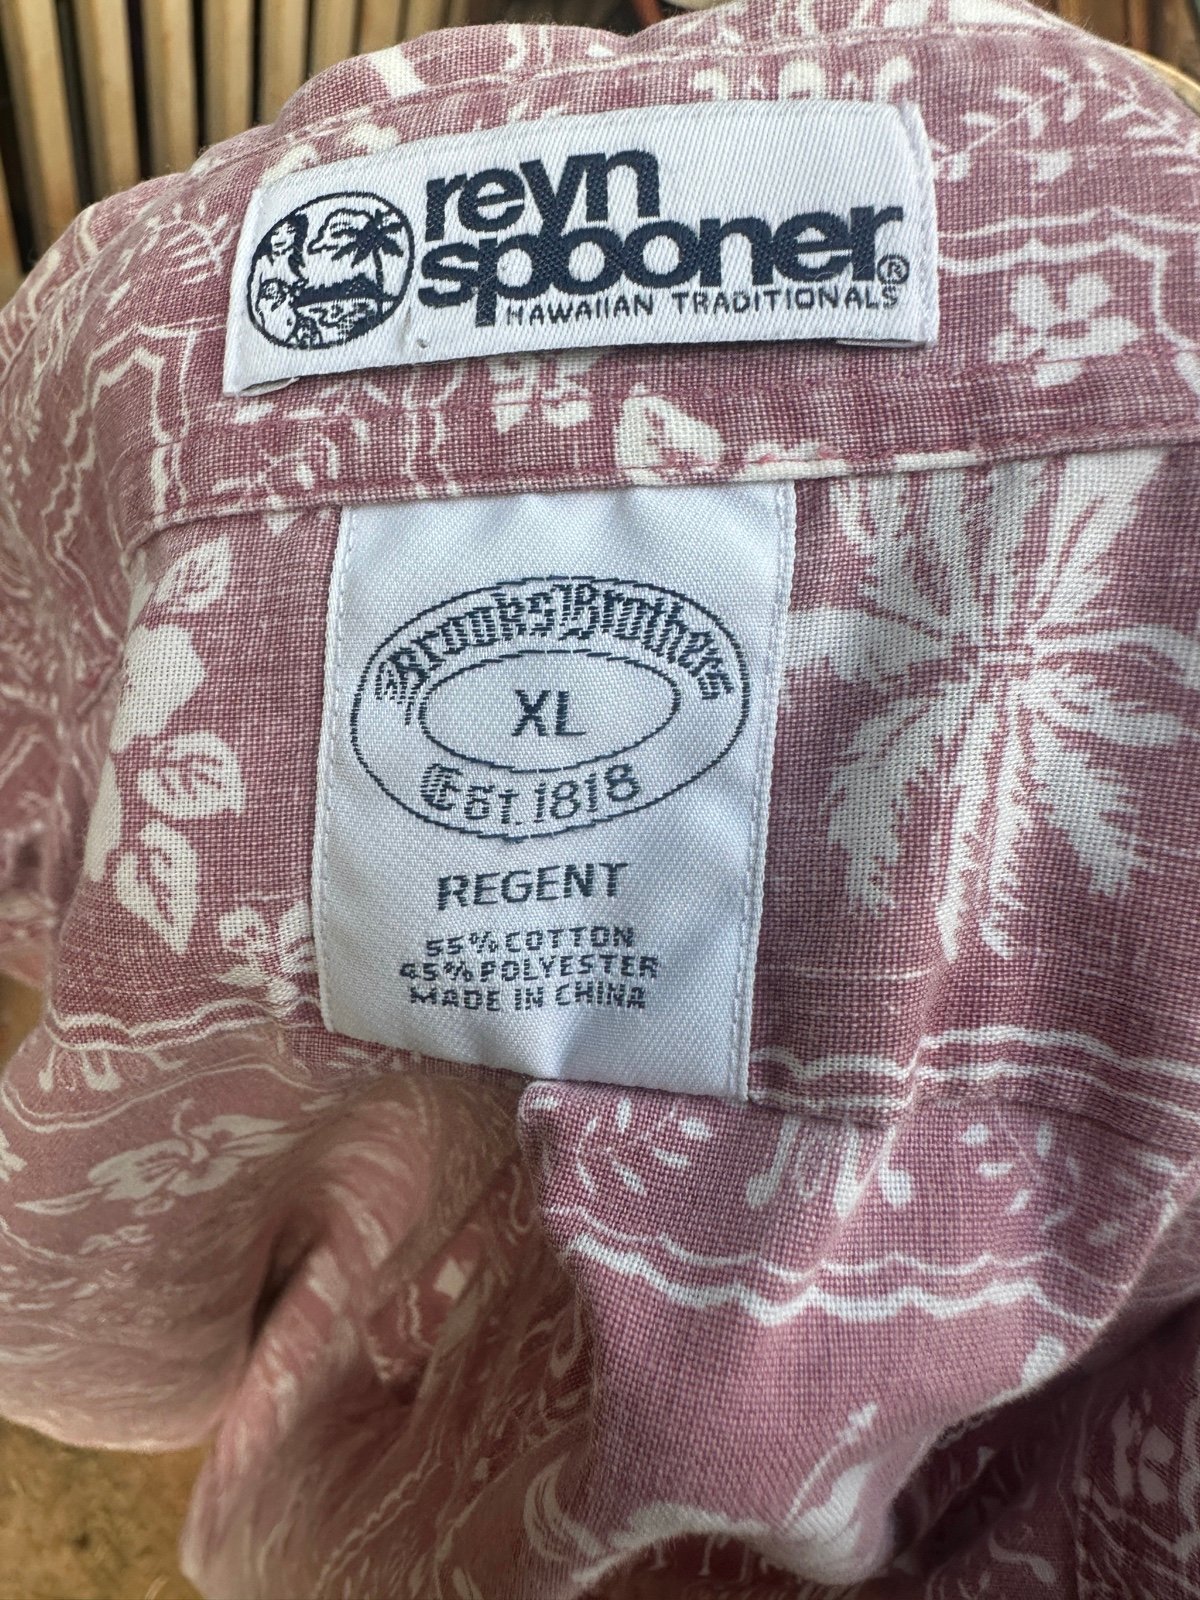 reyn
spooner®
HAWAIIAN TRADITIONALS
Brooks Brothers
XL
Est. 1818
REGENT
55% COTTON
45% POLYESTER
MADE IN CHINA